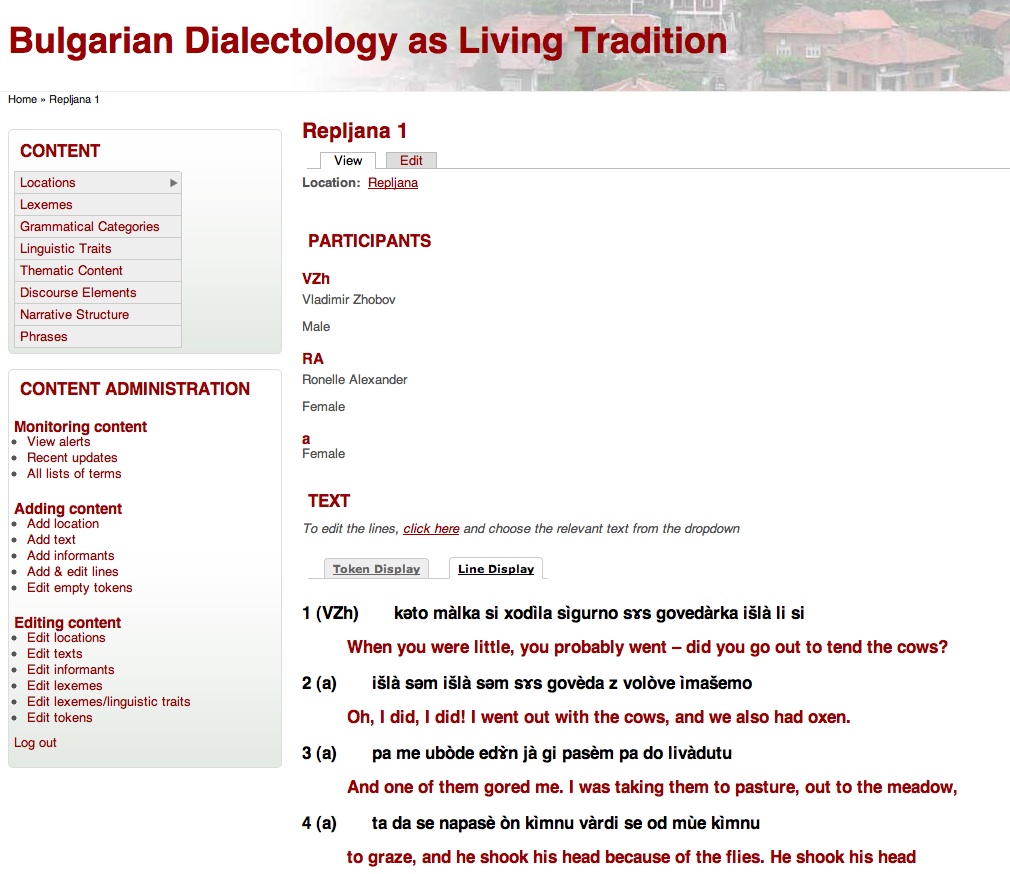 Bulgarian Dialectology as Living Tradition
Home » Repljana 1
CONTENT
Locations
Lexemes
Grammatical Categories
Linguistic Traits
Thematic Content
Discourse Elements
Narrative Structure
Phrases
CONTENT ADMINISTRATION
Monitoring content
View alerts
Recent updates
All lists of terms
Adding content
Add location
Add text
Add informants
Add & edit lines
Edit empty tokens
Editing content
Edit locations
Edit texts
Edit informants
Edit lexemes
Edit lexemes/linguistic traits
Edit tokens
Log out
Repljana 1
View Edit
Location: Repljana
PARTICIPANTS
VZh
Vladimir Zhobov
Male
RA
Ronelle Alexander
Female
a
Female
TEXT
To edit the lines, click here and choose the relevant text from the dropdown
Token Display Line Display
1 (VZh) kəto màlka si xodìla sìgurno sɤs govedàrka išlà li si
When you were little, you probably went – did you go out to tend the cows?
2 (a) išlà səm išlà səm sɤs govèda z volòve ìmašemo
Oh, I did, I did! I went out with the cows, and we also had oxen.
3 (a) pa me ubòde edɤ̀n jà gi pasèm pa do livàdutu
And one of them gored me. I was taking them to pasture, out to the meadow,
4 (a) ta da se napasè òn kìmnu vàrdi se od mùe kìmnu
to graze, and he shook his head because of the flies. He shook his head